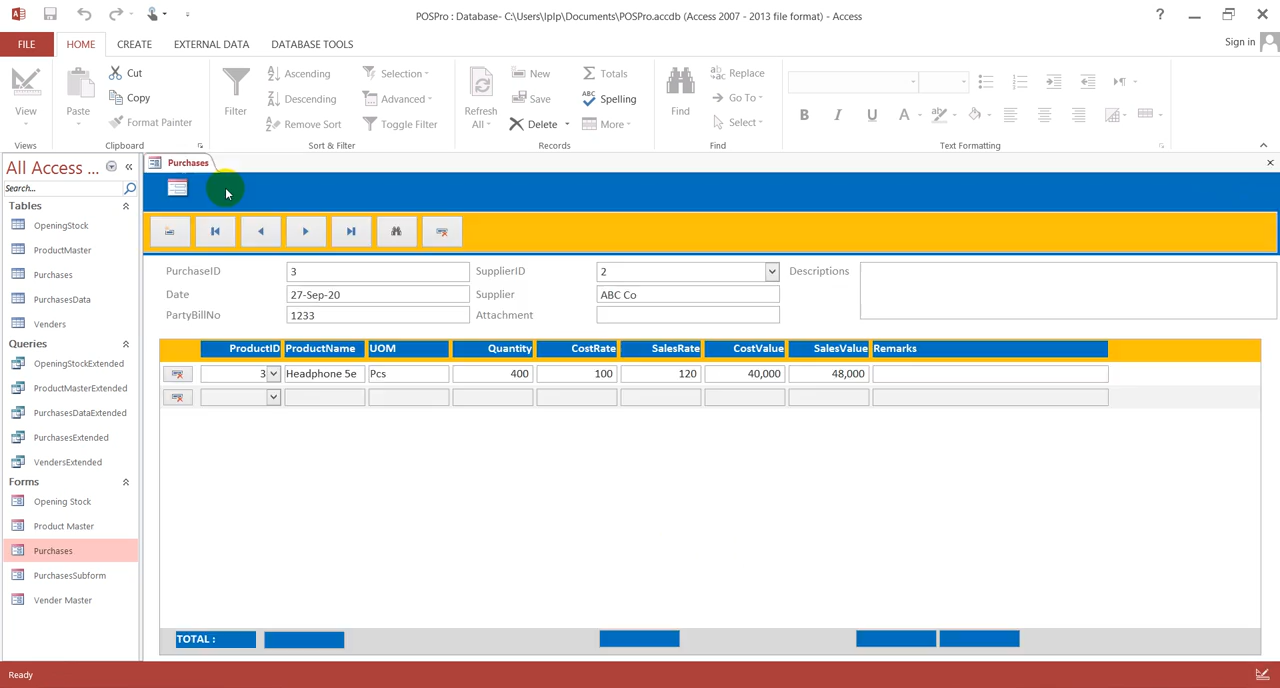 POSPro : Database- C:\Users\lplp\Documents\POSPro.accdb (Access 2007 - 2013 file format) - Access
?
FILE HOME CREATE EXTERNAL DATA DATABASE TOOLS Sign in
View
Views
Paste
Cut
Copy
Format Painter
Clipboard
Filter
Ascending
Descending
Remove Sort
Selection
Advanced
Toggle Filter
Sort & Filter
Refresh
All
New
Save
Delete
Totals
Spelling
More
Records
Find
Replace
Go To
Select
Find
B I U A
Text Formatting
All Access ...
Search...
Tables
OpeningStock
ProductMaster
Purchases
PurchasesData
Venders
Queries
OpeningStockExtended
ProductMasterExtended
PurchasesDataExtended
PurchasesExtended
VendersExtended
Forms
Opening Stock
Product Master
Purchases
PurchasesSubform
Vender Master
Purchases
PurchaseID 3 SupplierID 2 Descriptions
Date 27-Sep-20 Supplier ABC Co
PartyBillNo 1233 Attachment
ProductID ProductName UOM Quantity CostRate SalesRate CostValue SalesValue Remarks
3 Headphone 5e Pcs 400 100 120 40,000 48,000
TOTAL :
Ready